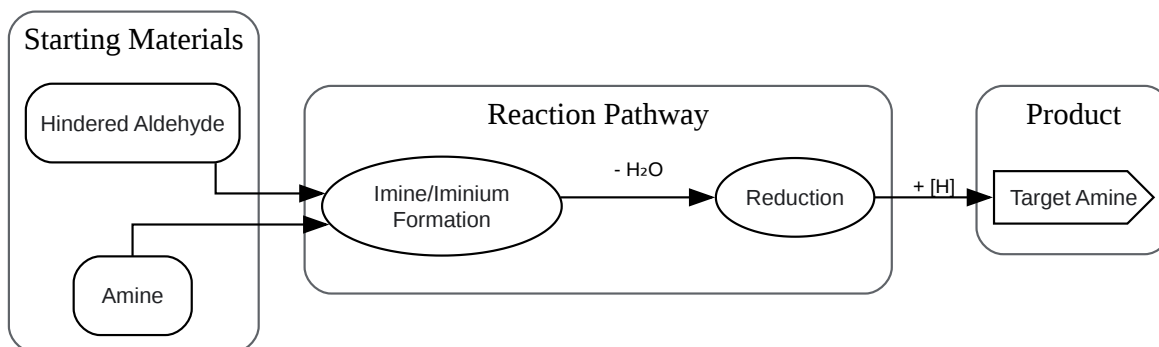 Starting Materials
Hindered Aldehyde
Amine
Reaction Pathway
Imine/Iminium
Formation
- H₂O
Reduction
+ [H]
Product
Target Amine